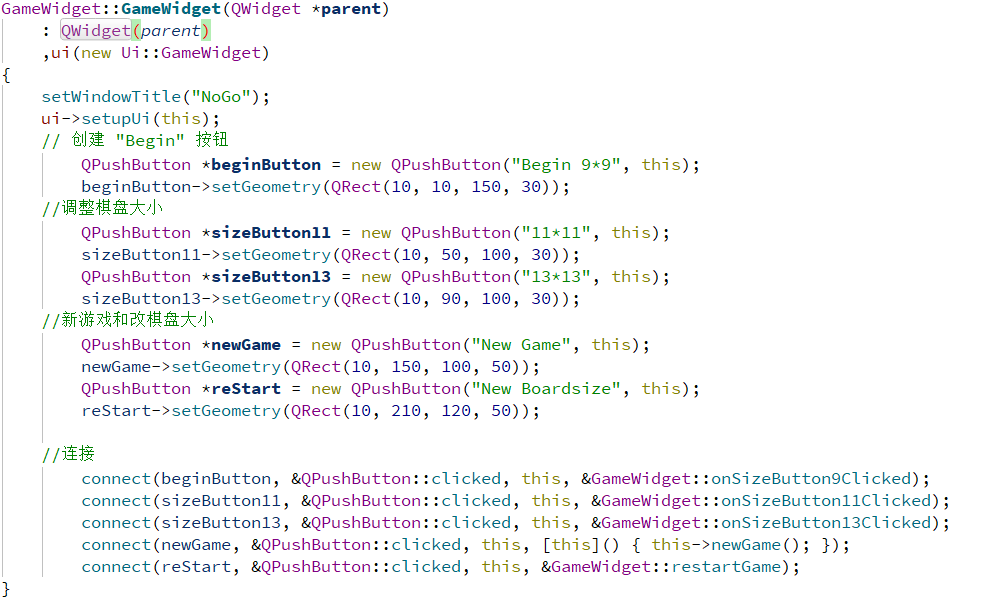 GameWidget::GameWidget(QWidget *parent)
    : QWidget(parent)
    ,ui(new Ui::GameWidget)
{
    setWindowTitle("NoGo");
    ui->setupUi(this);
    // 创建 "Begin" 按钮
        QPushButton *beginButton = new QPushButton("Begin 9*9", this);
        beginButton->setGeometry(QRect(10, 10, 150, 30));
    //调整棋盘大小
        QPushButton *sizeButton11 = new QPushButton("11*11", this);
        sizeButton11->setGeometry(QRect(10, 50, 100, 30));
        QPushButton *sizeButton13 = new QPushButton("13*13", this);
        sizeButton13->setGeometry(QRect(10, 90, 100, 30));
    //新游戏和改棋盘大小
        QPushButton *newGame = new QPushButton("New Game", this);
        newGame->setGeometry(QRect(10, 150, 100, 50));
        QPushButton *reStart = new QPushButton("New Boardsize", this);
        reStart->setGeometry(QRect(10, 210, 120, 50));
    //连接
        connect(beginButton, &QPushButton::clicked, this, &GameWidget::onSizeButton9Clicked);
        connect(sizeButton11, &QPushButton::clicked, this, &GameWidget::onSizeButton11Clicked);
        connect(sizeButton13, &QPushButton::clicked, this, &GameWidget::onSizeButton13Clicked);
        connect(newGame, &QPushButton::clicked, this, [this]() { this->newGame(); });
        connect(reStart, &QPushButton::clicked, this, &GameWidget::restartGame);
}